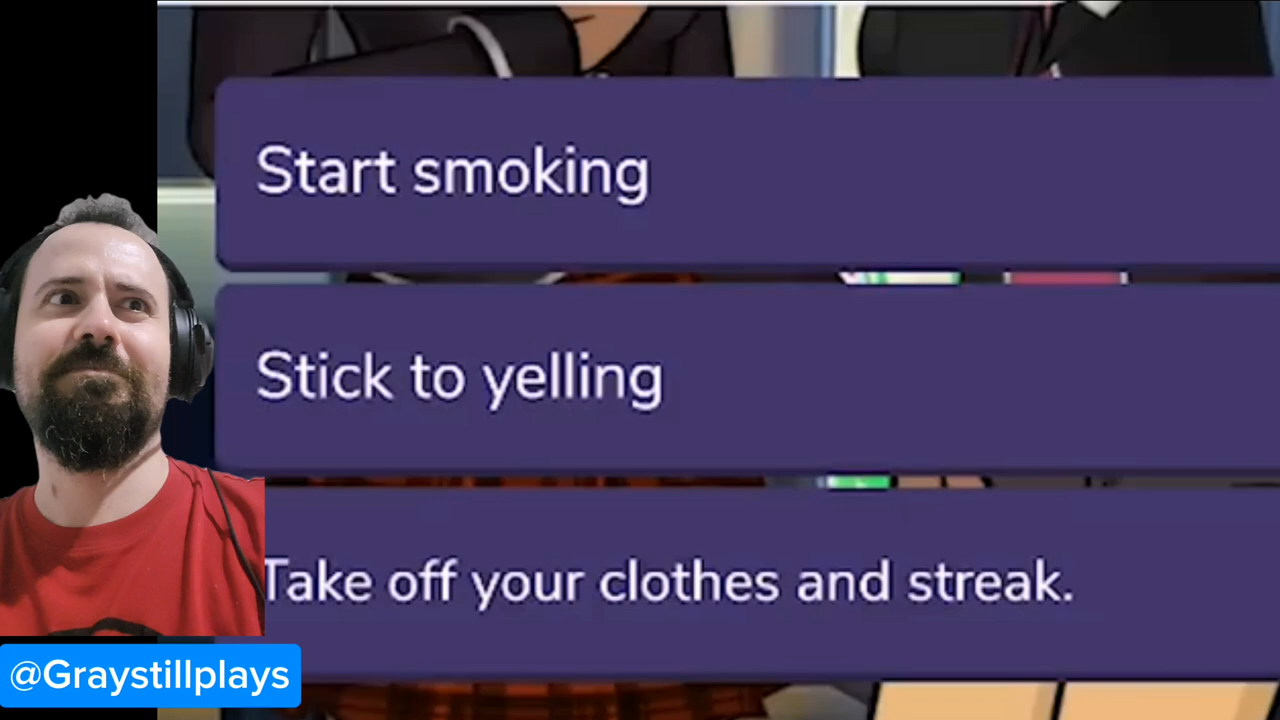 Start smoking
Stick to yelling
Take off your clothes and streak.
@Graystillplays